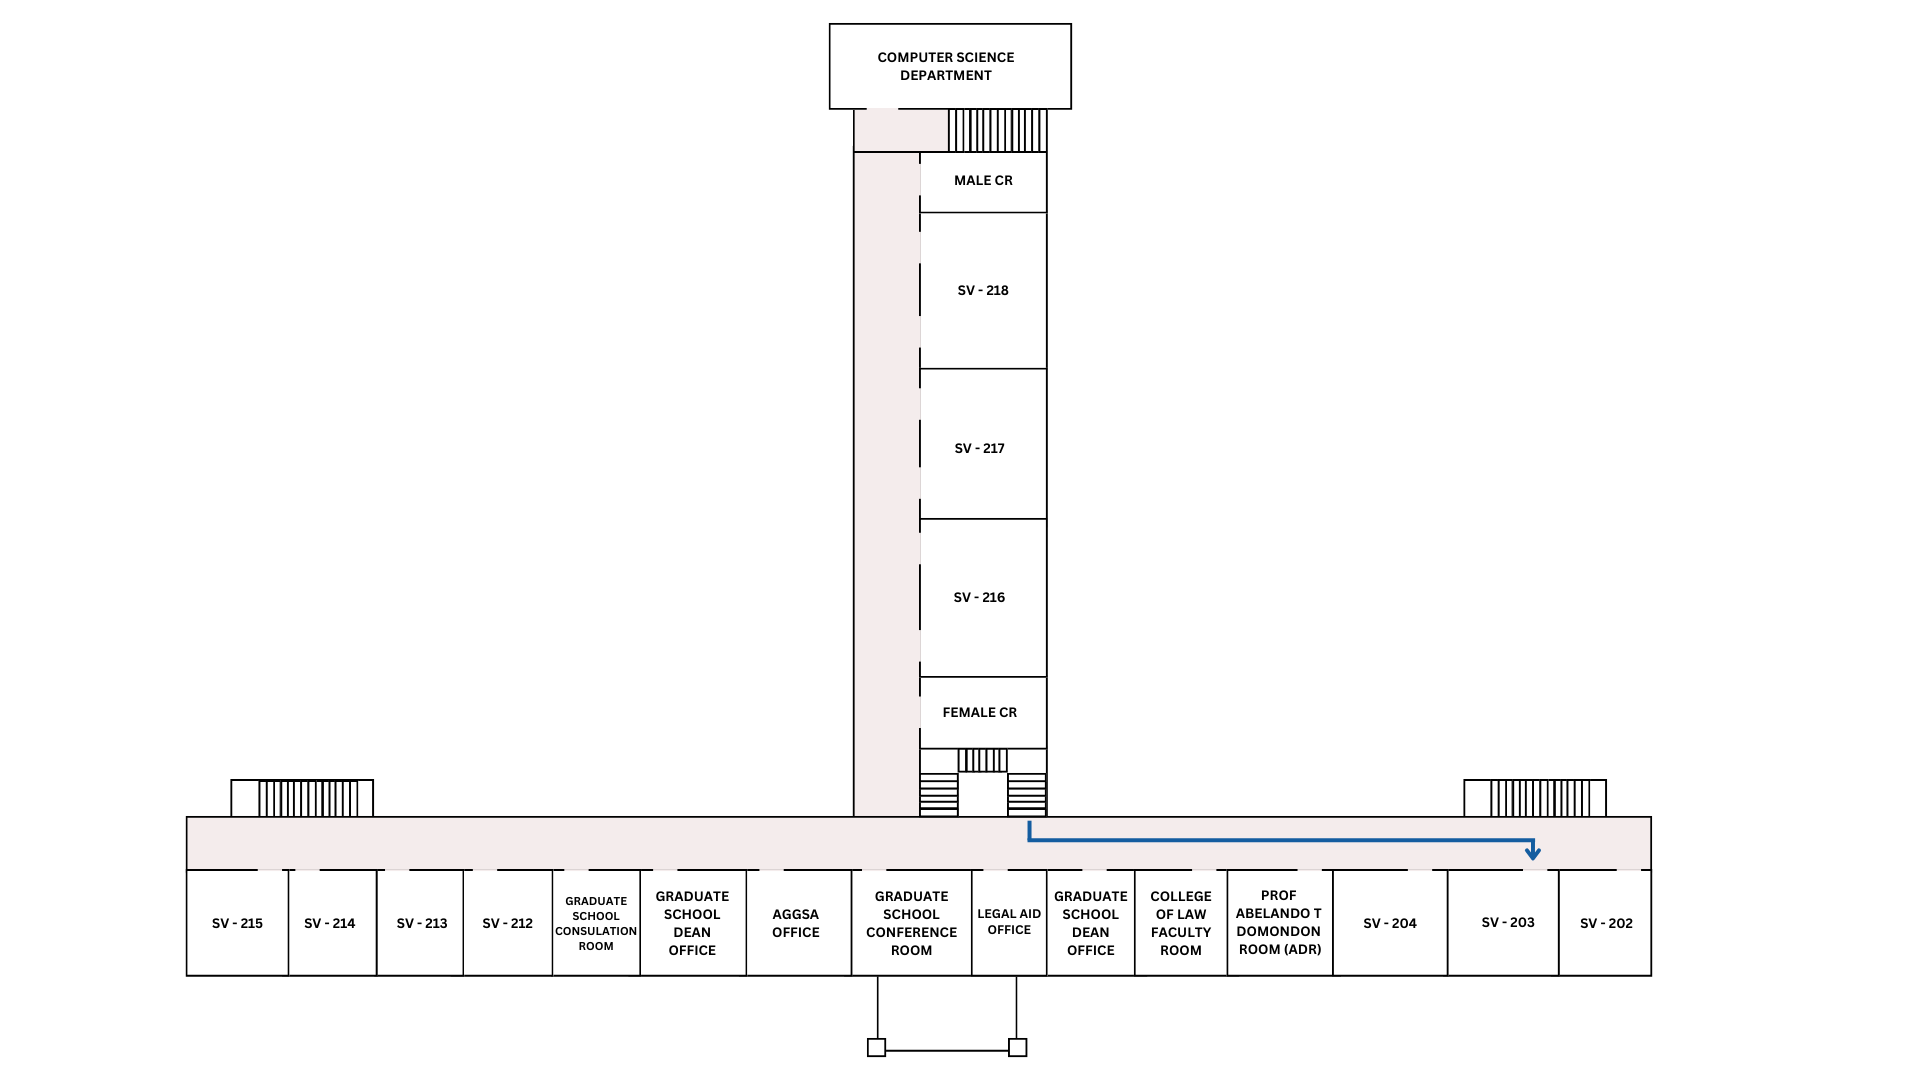 COMPUTER SCIENCE
DEPARTMENT
MALE CR
SV - 218
SV - 217
SV - 216
FEMALE CR
SV - 215
SV - 214
SV - 213
SV - 212
GRADUATE
SCHOOL
CONSULATION
ROOM
GRADUATE
SCHOOL
DEAN
OFFICE
AGGSA
OFFICE
GRADUATE
SCHOOL
CONFERENCE
ROOM
LEGAL AID
OFFICE
GRADUATE
SCHOOL
DEAN
OFFICE
COLLEGE
OF LAW
FACULTY
ROOM
PROF
ABELANDO T
DOMONDON
ROOM (ADR)
SV - 204
SV - 203
SV - 202